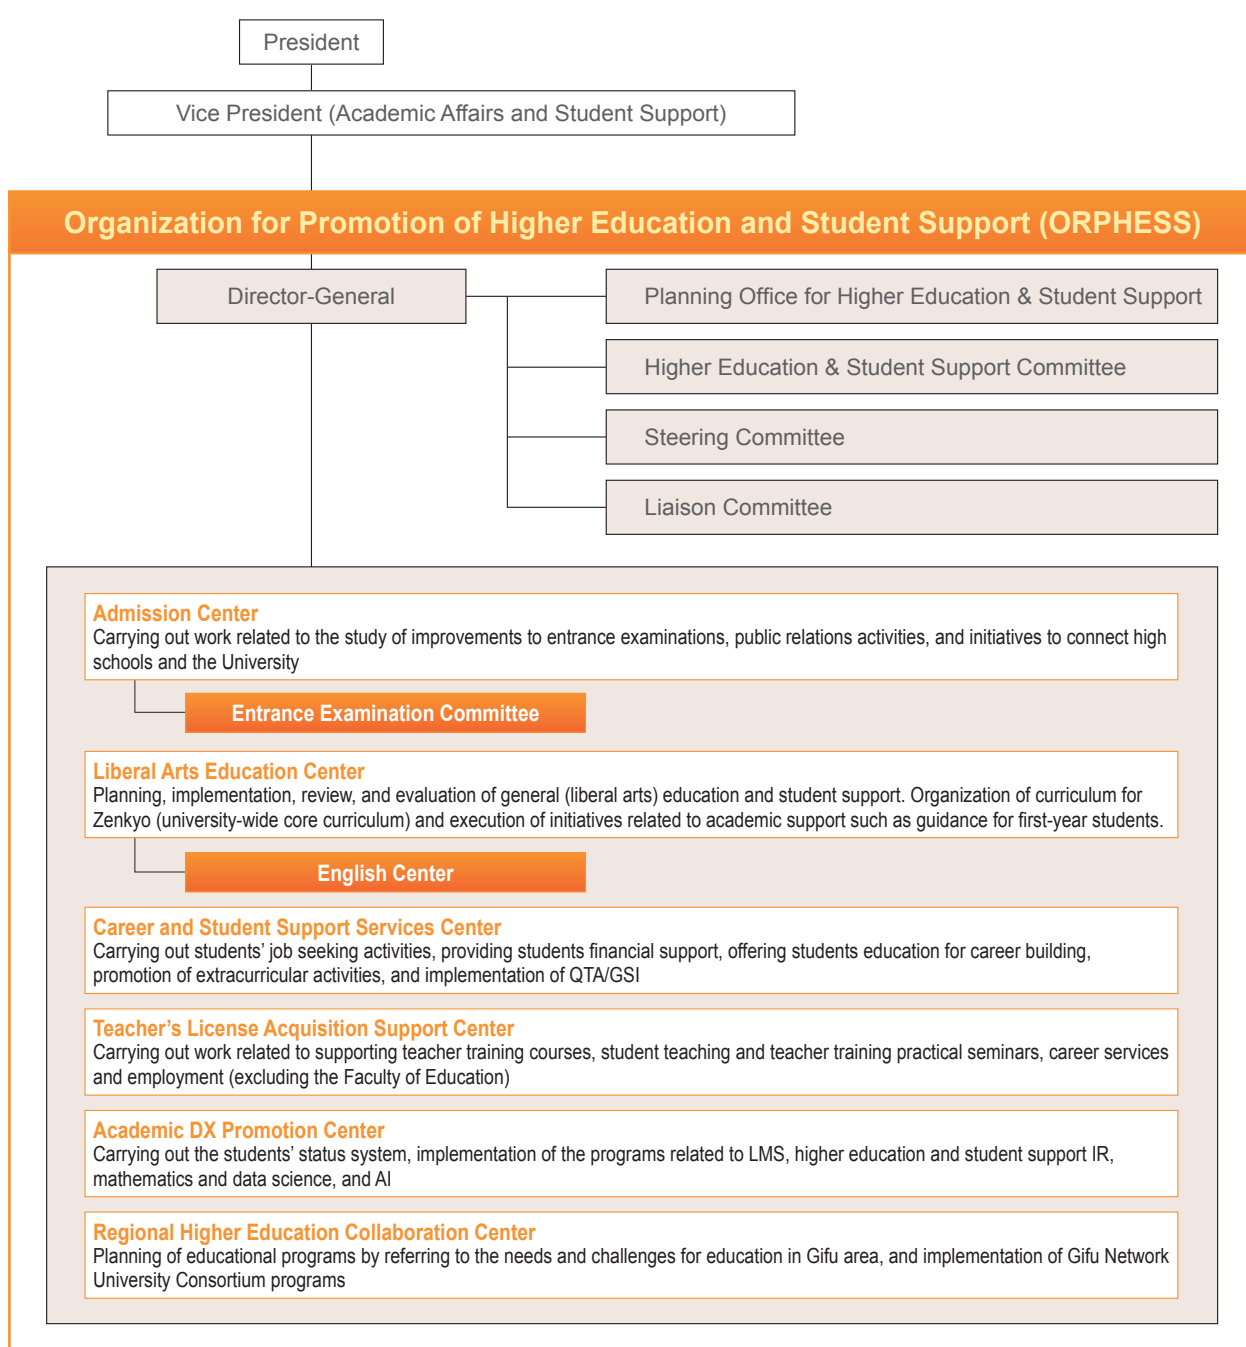 President
Vice President (Academic Affairs and Student Support)
Organization for Promotion of Higher Education and Student Support (ORPHESS)
Director-General
Planning Office for Higher Education & Student Support
Higher Education & Student Support Committee
Steering Committee
Liaison Committee
Admission Center
Carrying out work related to the study of improvements to entrance examinations, public relations activities, and initiatives to connect high
schools and the University
Entrance Examination Committee
Liberal Arts Education Center
Planning, implementation, review, and evaluation of general (liberal arts) education and student support. Organization of curriculum for
Zenkyo (university-wide core curriculum) and execution of initiatives related to academic support such as guidance for first-year students.
English Center
Career and Student Support Services Center
Carrying out students’ job seeking activities, providing students financial support, offering students education for career building,
promotion of extracurricular activities, and implementation of QTA/GSI
Teacher’s License Acquisition Support Center
Carrying out work related to supporting teacher training courses, student teaching and teacher training practical seminars, career services
and employment (excluding the Faculty of Education)
Academic DX Promotion Center
Carrying out the students’ status system, implementation of the programs related to LMS, higher education and student support IR,
mathematics and data science, and AI
Regional Higher Education Collaboration Center
Planning of educational programs by referring to the needs and challenges for education in Gifu area, and implementation of Gifu Network
University Consortium programs